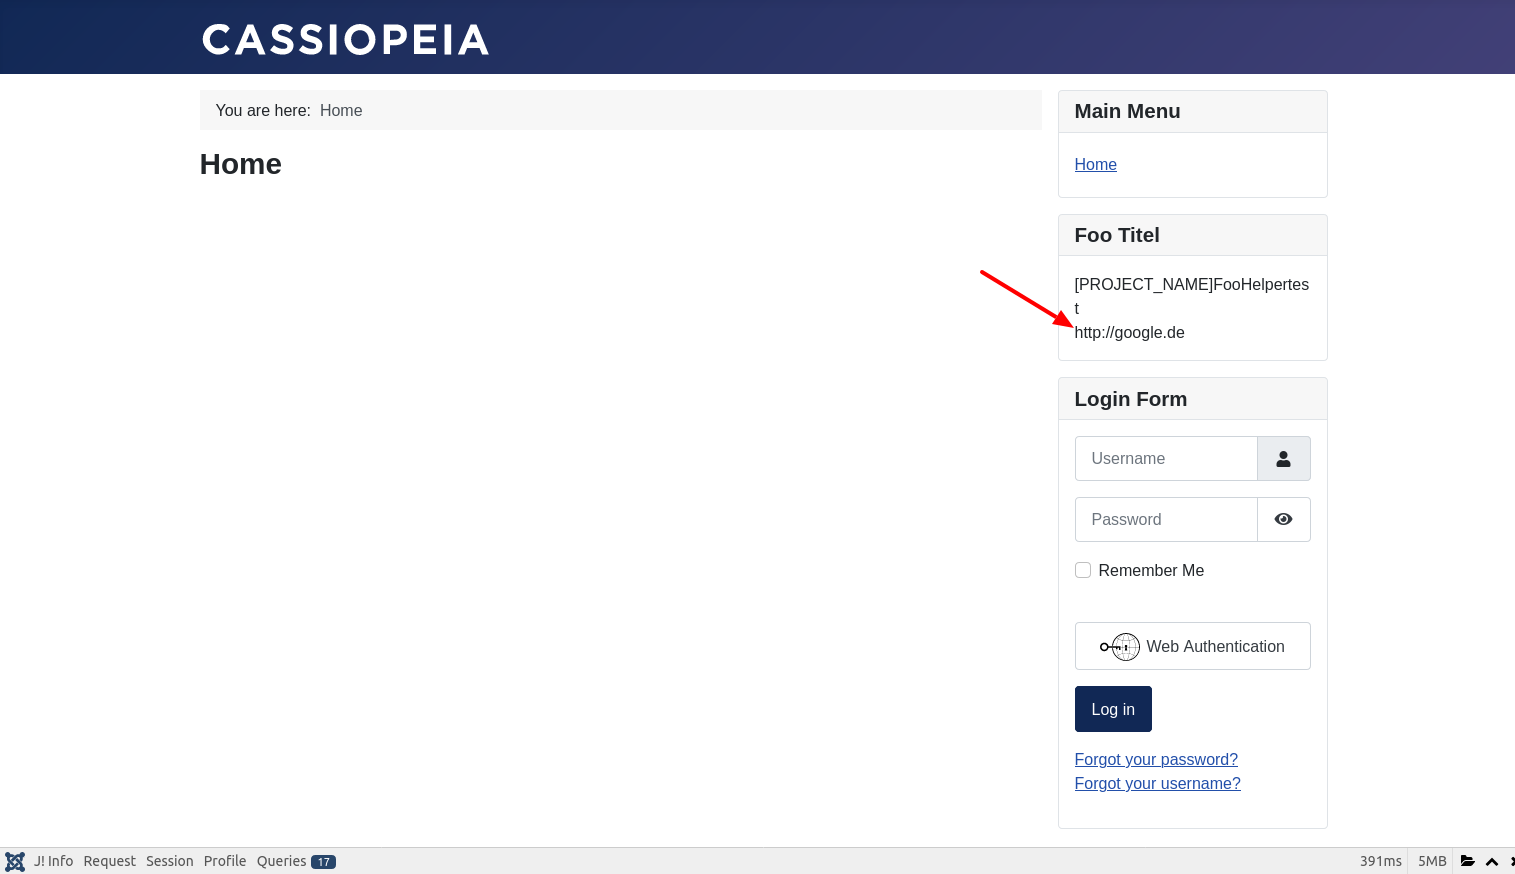 CASSIOPEIA
You are here: Home
Home
Main Menu
Home
Foo Titel
[PROJECT_NAME]FooHelpertes
t
http://google.de
Login Form
Username
Password
Remember Me
Web Authentication
Log in
Forgot your password?
Forgot your username?
J! Info Request Session Profile Queries 17 391ms 5MB